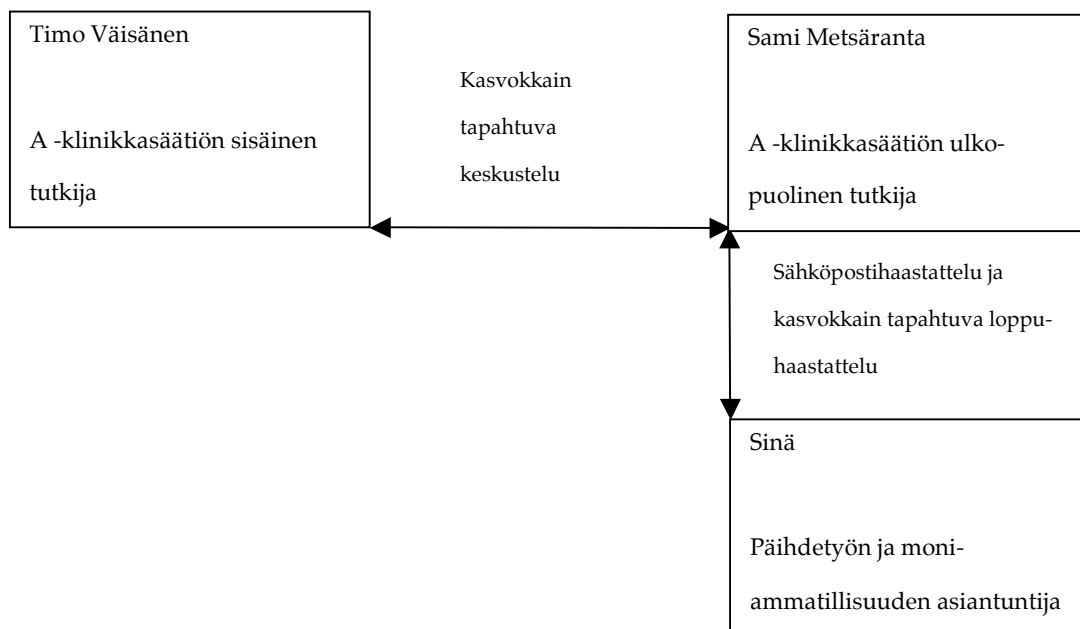 Timo Väisänen
A -klinikkasäätiön sisäinen
tutkija
Kasvokkain
tapahtuva
keskustelu
Sami Metsäranta
A -klinikkasäätiön ulko-
puolinen tutkija
Sähköpostihaastattelu ja
kasvokkain tapahtuva loppu-
haastattelu
Sinä
Päihdetyön ja moni-
ammatillisuuden asiantuntija